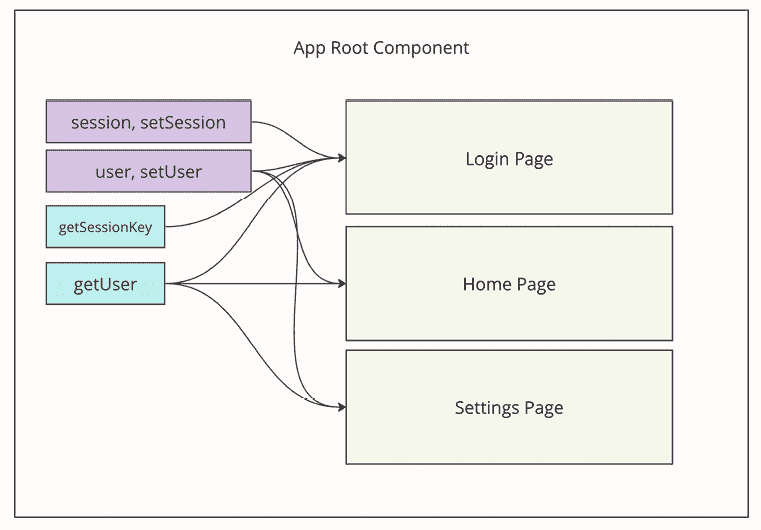 App Root Component
session, setSession
user, setUser
getSessionKey
getUser
Login Page
Home Page
Settings Page